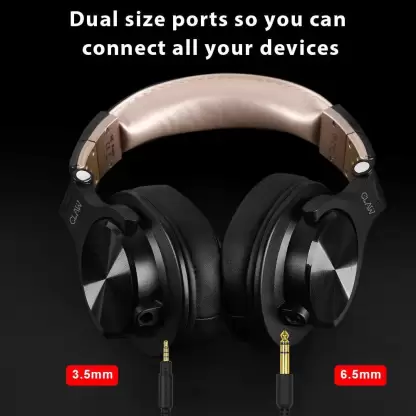 Dual size ports so you can
connect all your devices
CLAW
CLAW
3.5mm
6.5mm